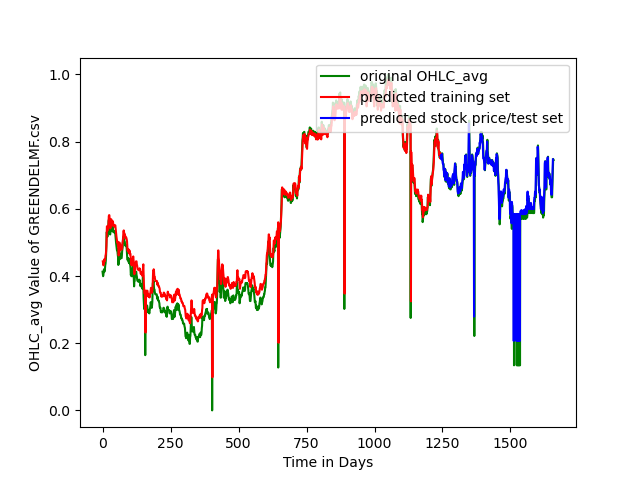 original OHLC_avg
predicted training set
predicted stock price/test set
OHLC_avg Value of GREENDELMF.csv
1.0
0.8
0.6
0.4
0.2
0.0
0 250 500 750 1000 1250 1500
Time in Days